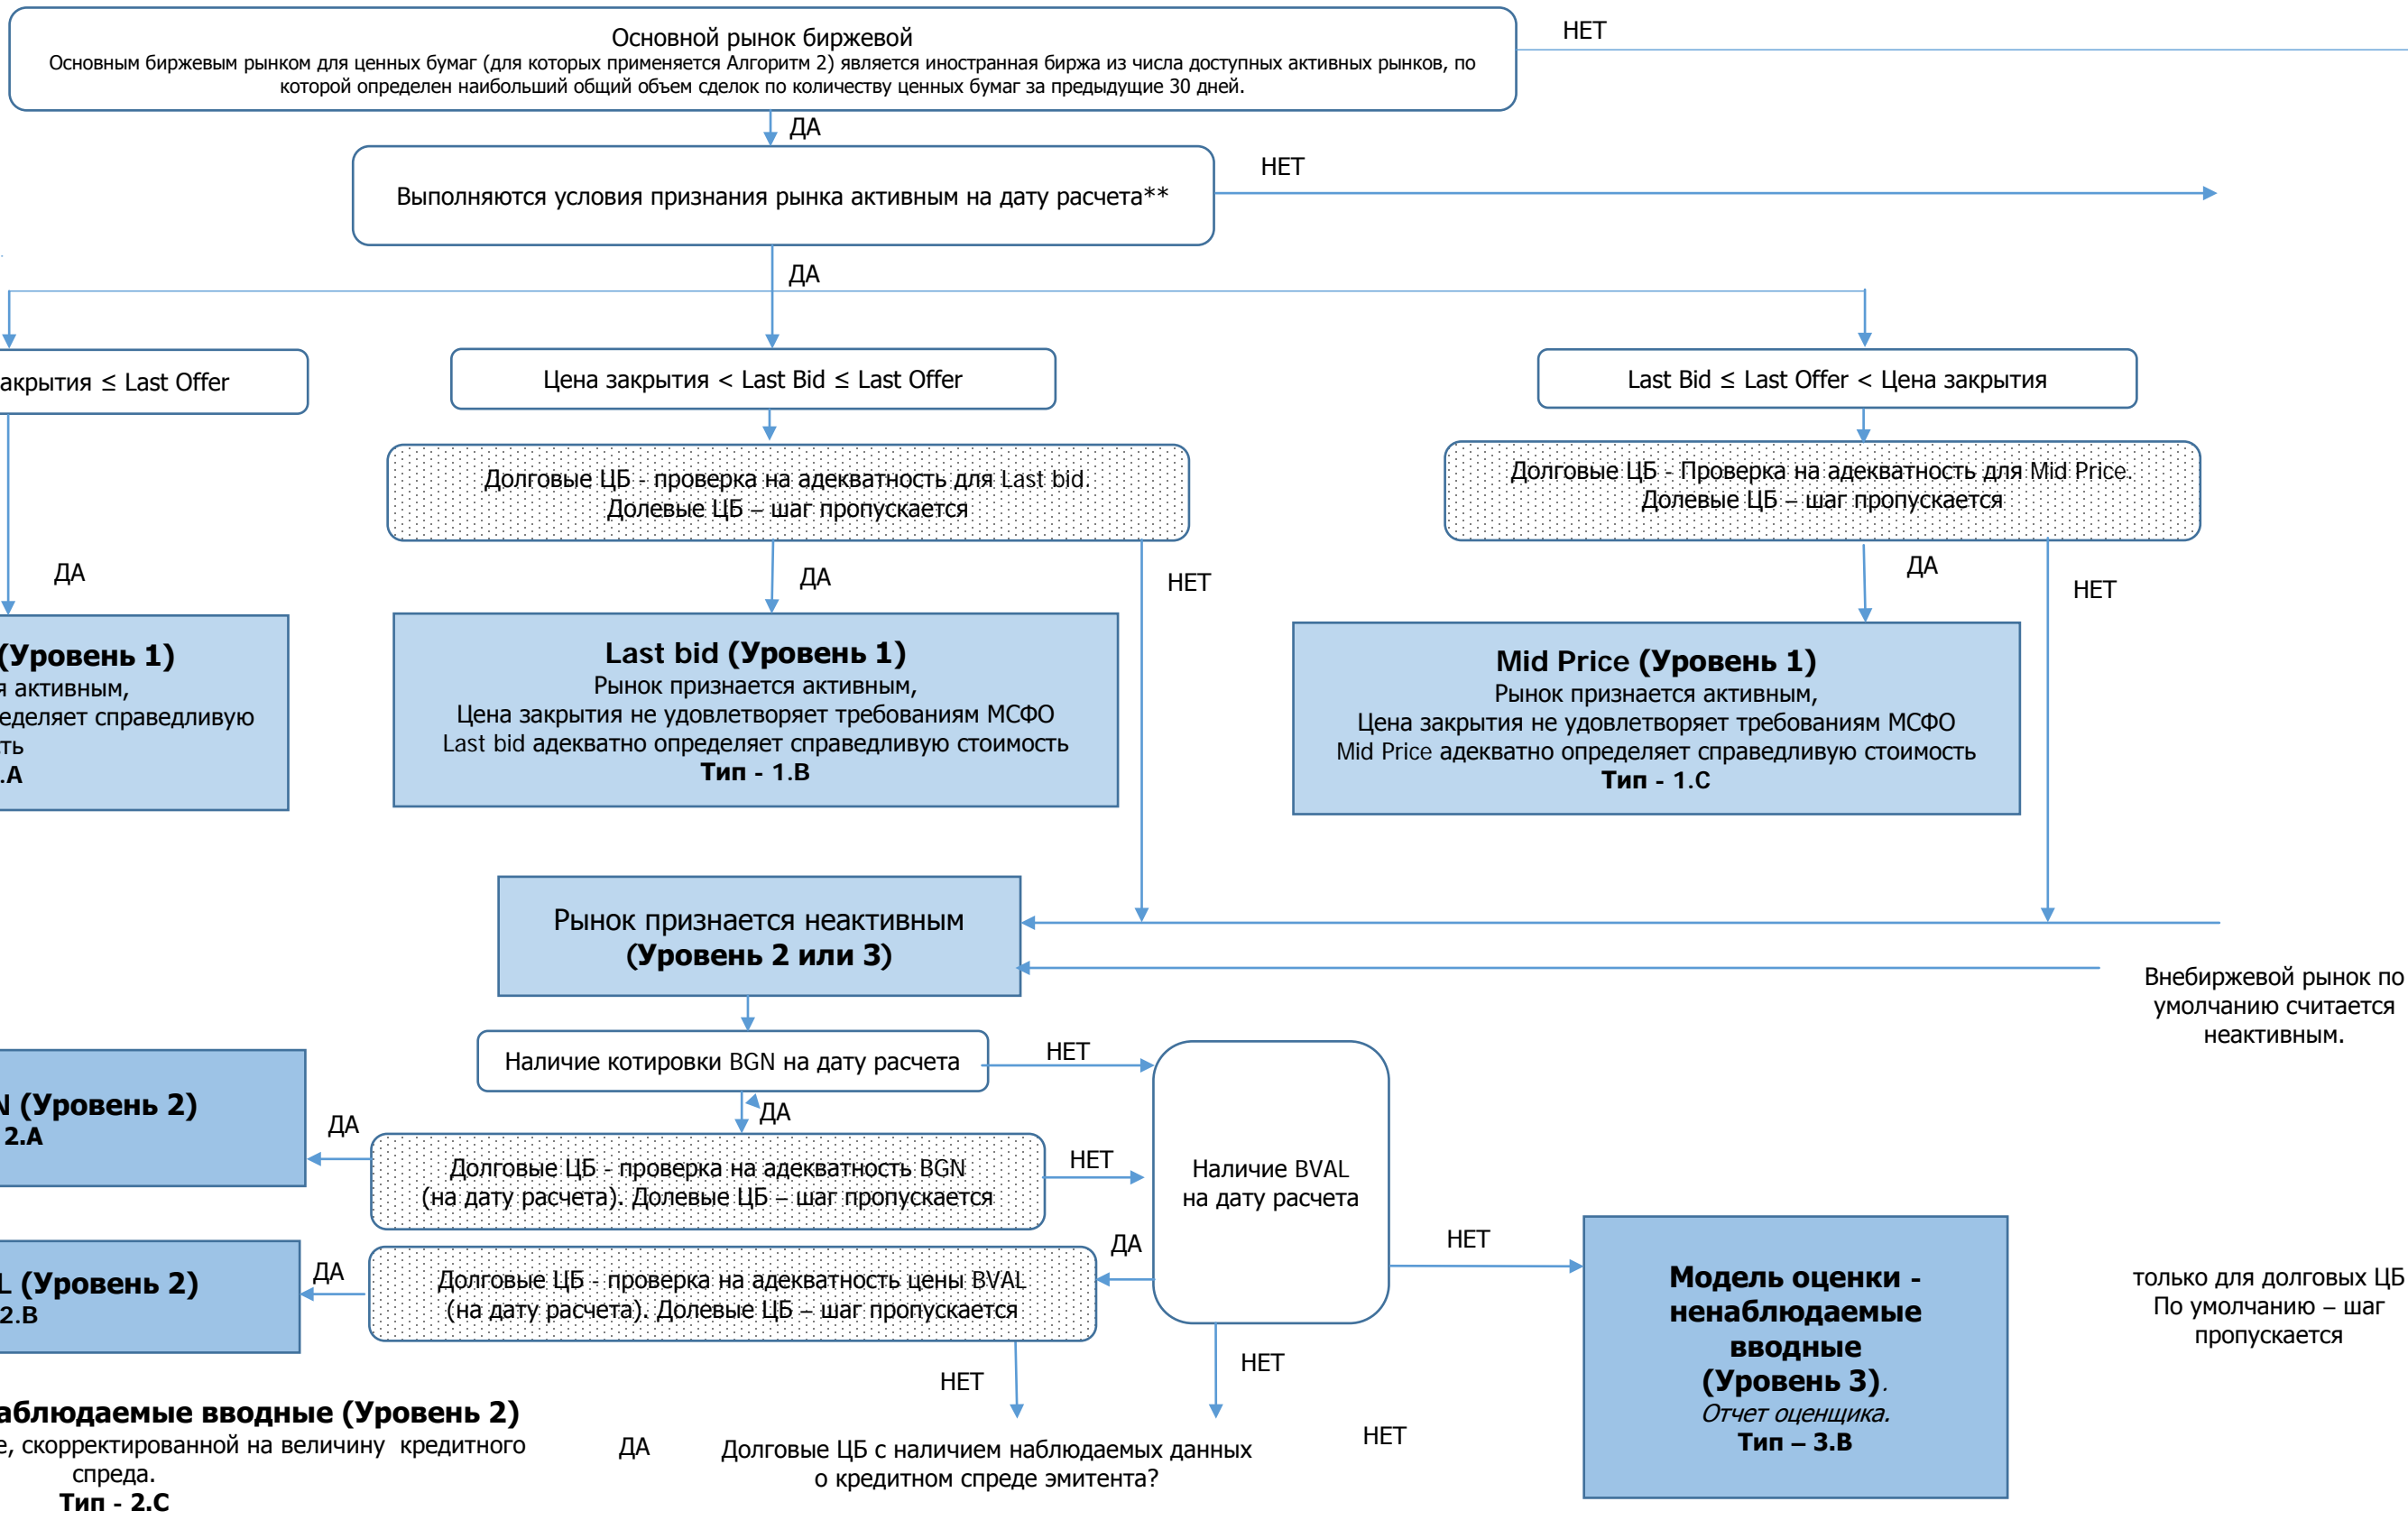 Основной рынок биржевой
Основным биржевым рынком для ценных бумаг (для которых применяется Алгоритм 2) является иностранная биржа из числа доступных активных рынков, по
которой определен наибольший общий объем сделок по количеству ценных бумаг за предыдущие 30 дней.
НЕТ
ДА
Выполняются условия признания рынка активным на дату расчета**
НЕТ
ДА
акрытия ≤ Last Offer
Цена закрытия < Last Bid ≤ Last Offer
Last Bid ≤ Last Offer < Цена закрытия
Долговые ЦБ - проверка на адекватность для Last bid.
Долевые ЦБ – шаг пропускается
Долговые ЦБ - Проверка на адекватность для Mid Price.
Долевые ЦБ – шаг пропускается
ДА
ДА
НЕТ
ДА
НЕТ
(Уровень 1)
я активным,
еделяет справедливую
ть
.A
Last bid (Уровень 1)
Рынок признается активным,
Цена закрытия не удовлетворяет требованиям МСФО
Last bid адекватно определяет справедливую стоимость
Тип - 1.B
Mid Price (Уровень 1)
Рынок признается активным,
Цена закрытия не удовлетворяет требованиям МСФО
Mid Price адекватно определяет справедливую стоимость
Тип - 1.C
Рынок признается неактивным
(Уровень 2 или 3)
Внебиржевой рынок по
умолчанию считается
неактивным.
Наличие котировки BGN на дату расчета
НЕТ
ДА
N (Уровень 2)
2.A
ДА
Долговые ЦБ - проверка на адекватность BGN
(на дату расчета). Долевые ЦБ – шаг пропускается
НЕТ
Наличие BVAL
на дату расчета
L (Уровень 2)
2.B
ДА
Долговые ЦБ - проверка на адекватность цены BVAL
(на дату расчета). Долевые ЦБ – шаг пропускается
ДА
НЕТ
Модель оценки -
ненаблюдаемые
вводные
(Уровень 3).
Отчет оценщика.
Тип – 3.B
только для долговых ЦБ
По умолчанию – шаг
пропускается
НЕТ
НЕТ
аблюдаемые вводные (Уровень 2)
е, скорректированной на величину кредитного
спреда.
Тип - 2.C
ДА
Долговые ЦБ с наличием наблюдаемых данных
о кредитном спреде эмитента?
НЕТ